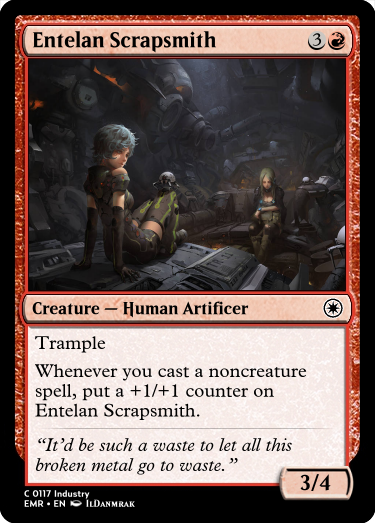 Entelan Scrapsmith 3
Creature — Human Artificer
Trample
Whenever you cast a noncreature
spell, put a +1/+1 counter on
Entelan Scrapsmith.
“It’d be such a waste to let all this
broken metal go to waste.”
3/4
C 0117 Industry
EMR • EN ILDANMRAK